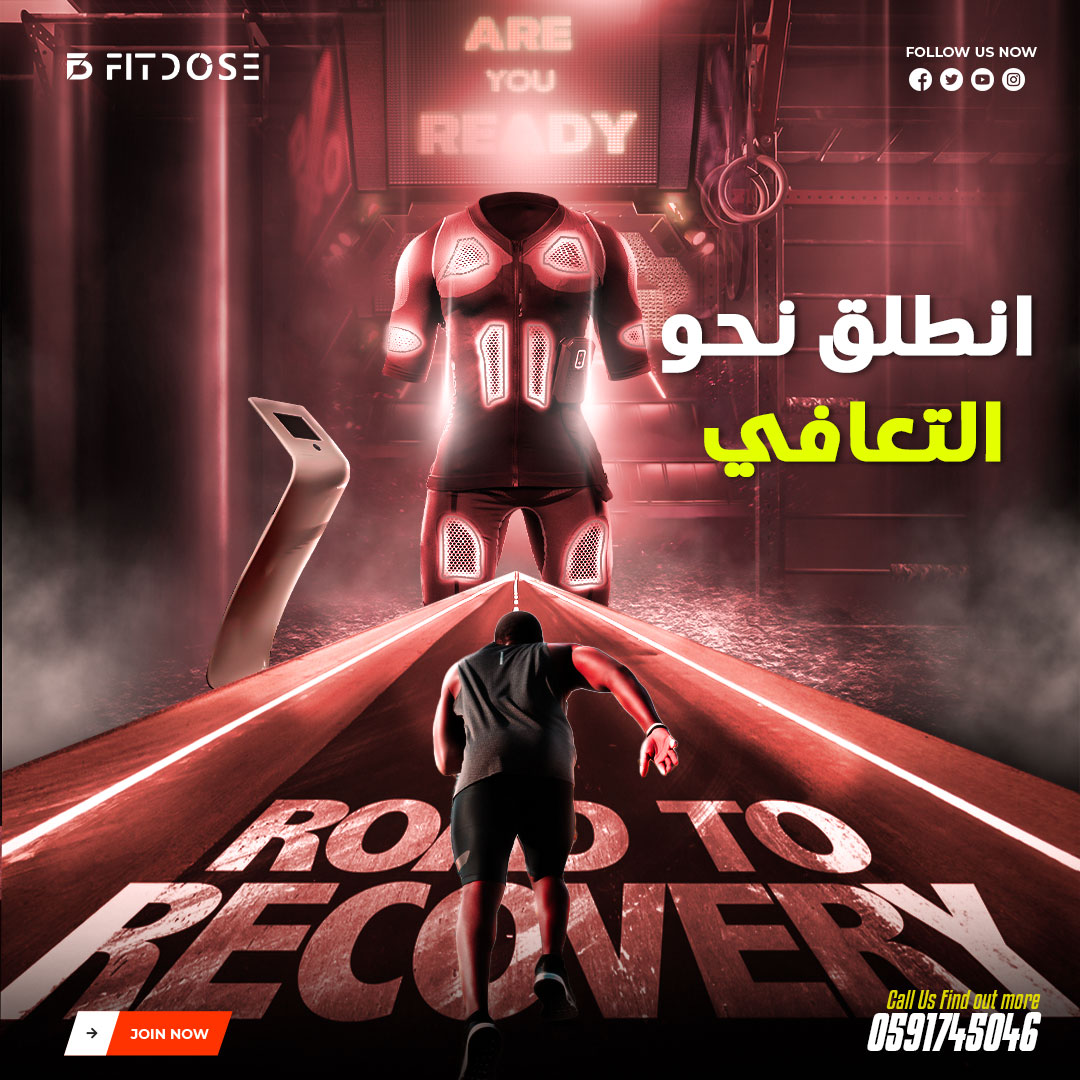 FITDOSE
FOLLOW US NOW
ARE
YOU
READY
انطلق نحو
التعافي
ROAD TO
RECOVERY
JOIN NOW
Call Us Find out more
0591745046